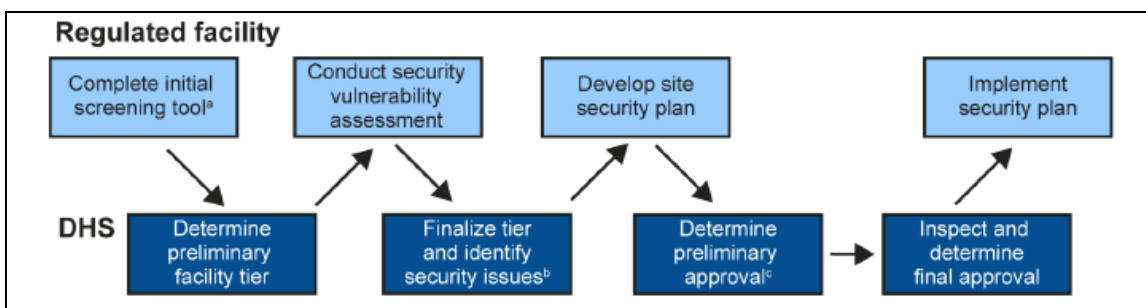 Regulated facility
Complete initial
screening toolᵃ
Conduct security
vulnerability
assessment
Develop site
security plan
Implement
security plan
DHS
Determine
preliminary
facility tier
Finalize tier
and identify
security issuesᵇ
Determine
preliminary
approvalᶜ
Inspect and
determine
final approval